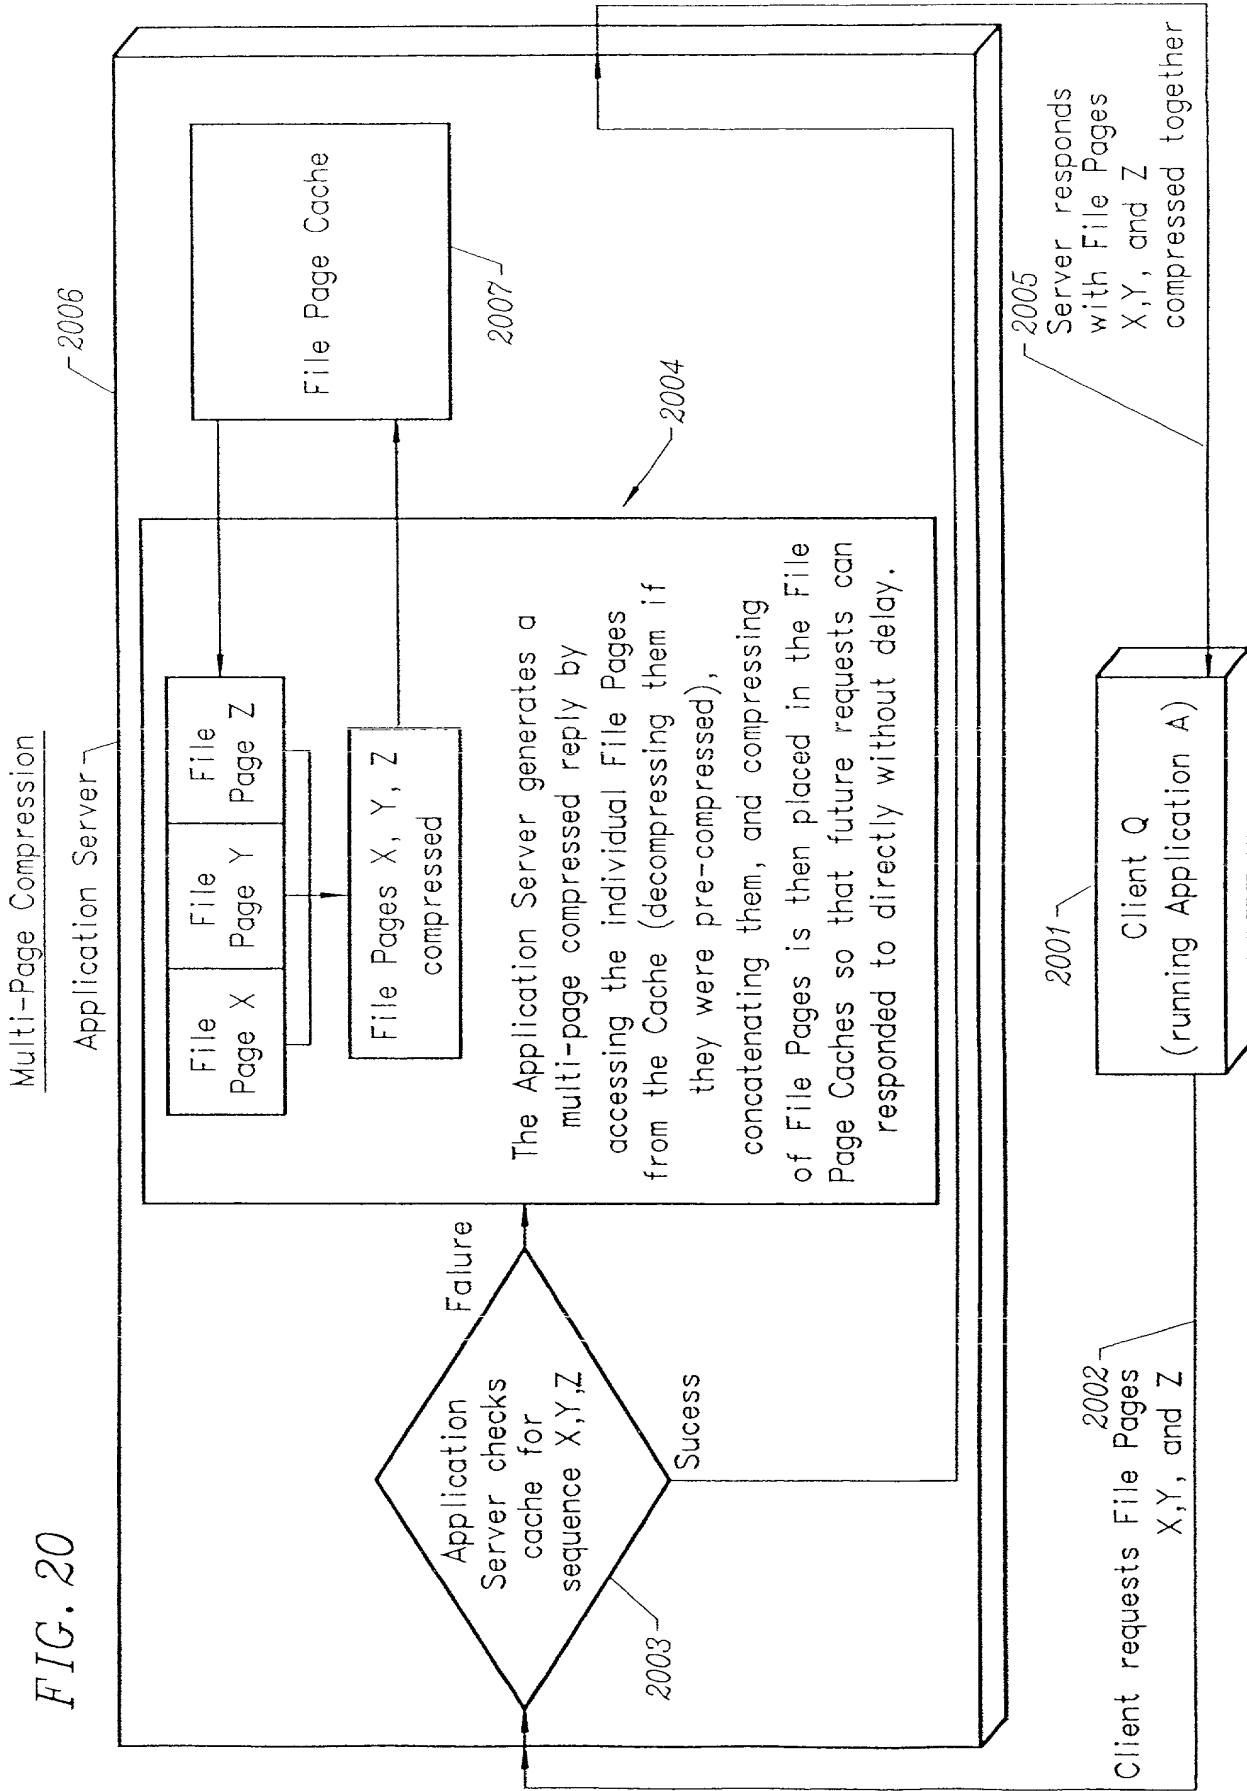 FIG. 20
Multi-Page Compression
Application Server
2006
File
Page X
File
Page Y
File
Page Z
File Page Cache
2007
File Pages X, Y, Z
compressed
2004
Application
Server checks
cache for
sequence X,Y,Z
Falure
Sucess
2003
The Application Server generates a
multi-page compressed reply by
accessing the individual File Pages
from the Cache (decompressing them if
they were pre-compressed),
concatenating them, and compressing
of File Pages is then placed in the File
Page Caches so that future requests can
responded to directly without delay.
2005
Server responds
with File Pages
X,Y, and Z
compressed together
2001
Client Q
(running Application A)
2002
Client requests File Pages
X,Y, and Z